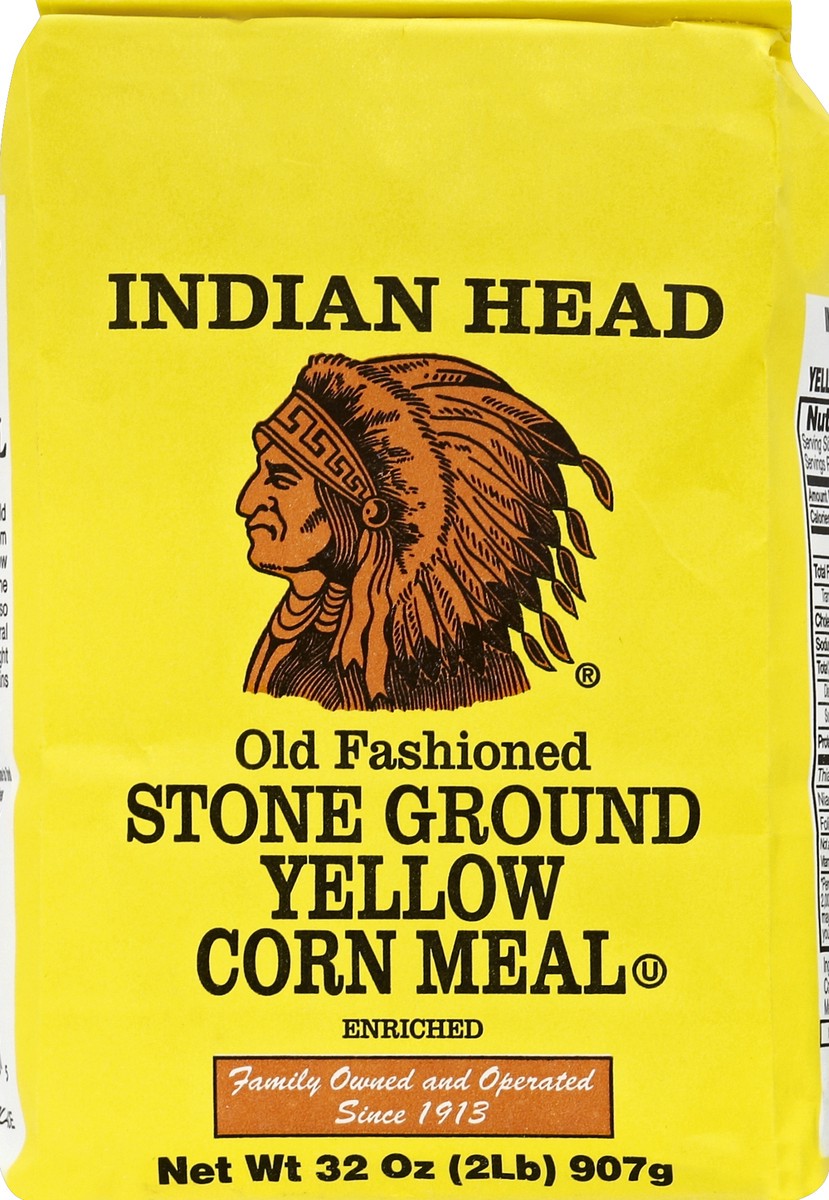 INDIAN HEAD
®
Old Fashioned
STONE GROUND
YELLOW
CORN MEAL Ⓤ
ENRICHED
Family Owned and Operated
Since 1913
Net Wt 32 Oz (2Lb) 907g